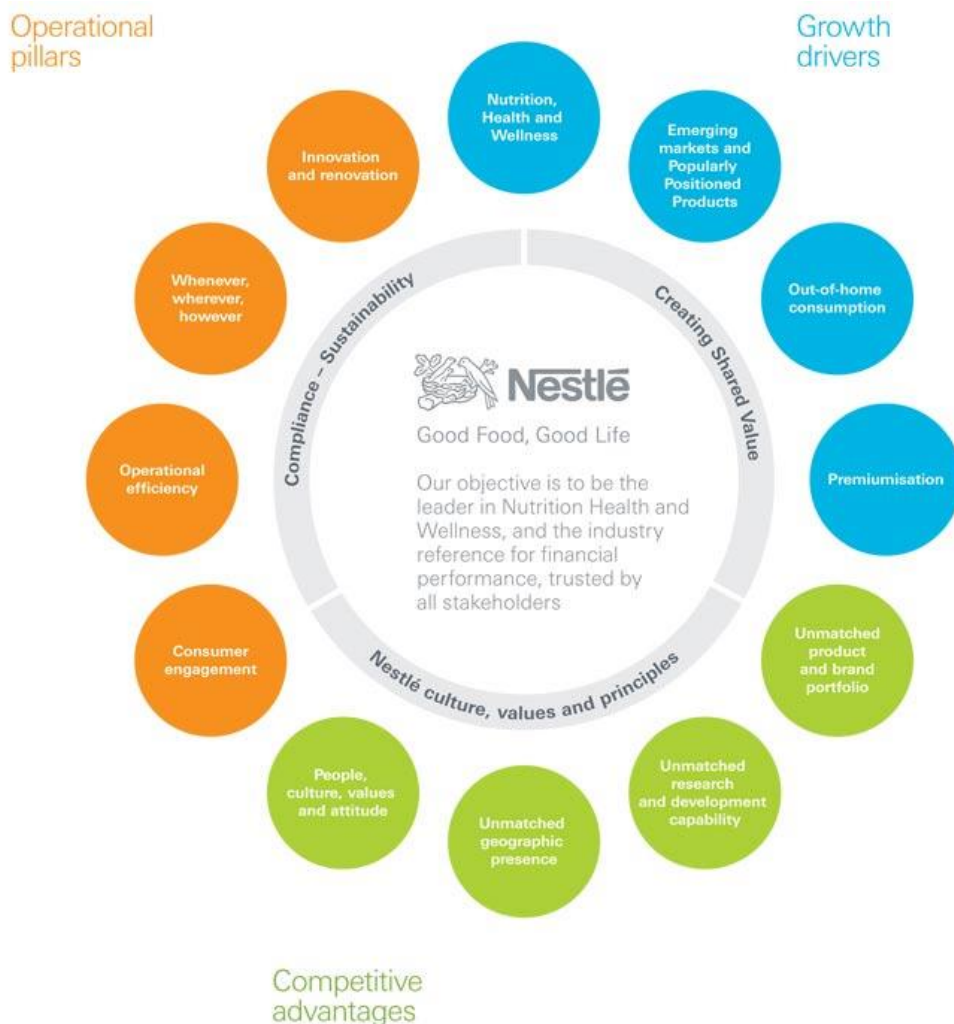 Operational
pillars
Growth
drivers
Nutrition,
Health and
Wellness
Emerging
markets and
Popularly
Positioned
Products
Out-of-home
consumption
Premiumisation
Unmatched
product
and brand
portfolio
Unmatched
research
and development
capability
Unmatched
geographic
presence
People,
culture, values
and attitude
Consumer
engagement
Operational
efficiency
Whenever,
wherever,
however
Innovation
and renovation
Compliance – Sustainability
Creating Shared Value
Nestlé culture, values and principles
Nestlé
Good Food, Good Life
Our objective is to be the
leader in Nutrition Health and
Wellness, and the industry
reference for financial
performance, trusted by
all stakeholders
Competitive
advantages